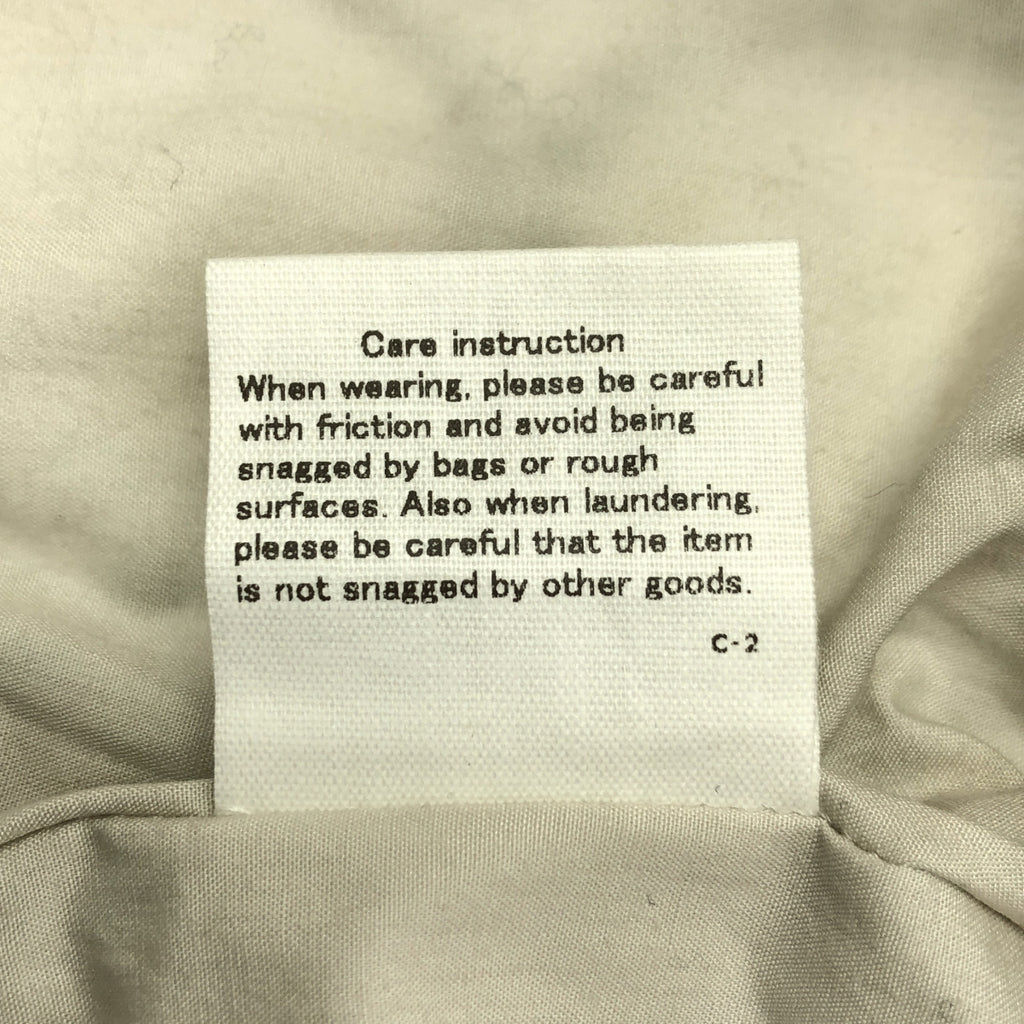 Care instruction
When wearing, please be careful
with friction and avoid being
snagged by bags or rough
surfaces. Also when laundering,
please be careful that the item
is not snagged by other goods.
C-2